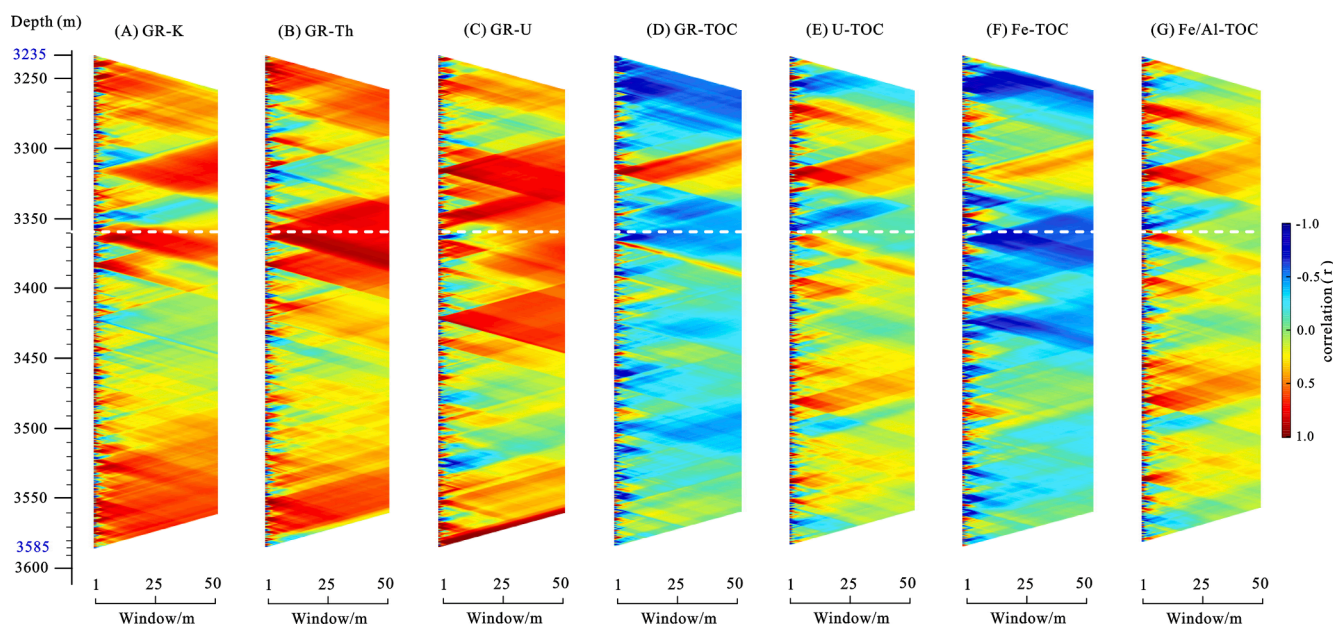 Depth (m)
(A) GR-K
(B) GR-Th
(C) GR-U
(D) GR-TOC
(E) U-TOC
(F) Fe-TOC
(G) Fe/Al-TOC
3235
3250
3300
3350
3400
3450
3500
3550
3585
3600
-1.0
-0.5
0.0
0.5
1.0
correlation ( r )
1 25 50
1 25 50
1 25 50
1 25 50
1 25 50
1 25 50
1 25 50
Window/m
Window/m
Window/m
Window/m
Window/m
Window/m
Window/m